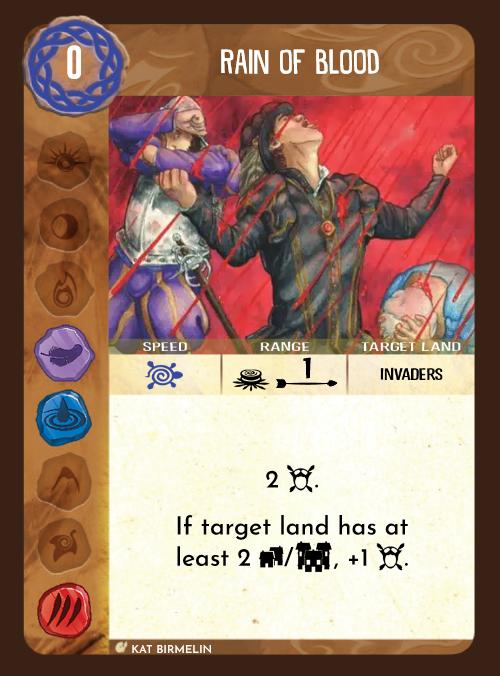 0
RAIN OF BLOOD
SPEED RANGE TARGET LAND
1 INVADERS
2 .
If target land has at
least 2 / , +1 .
KAT BIRMELIN